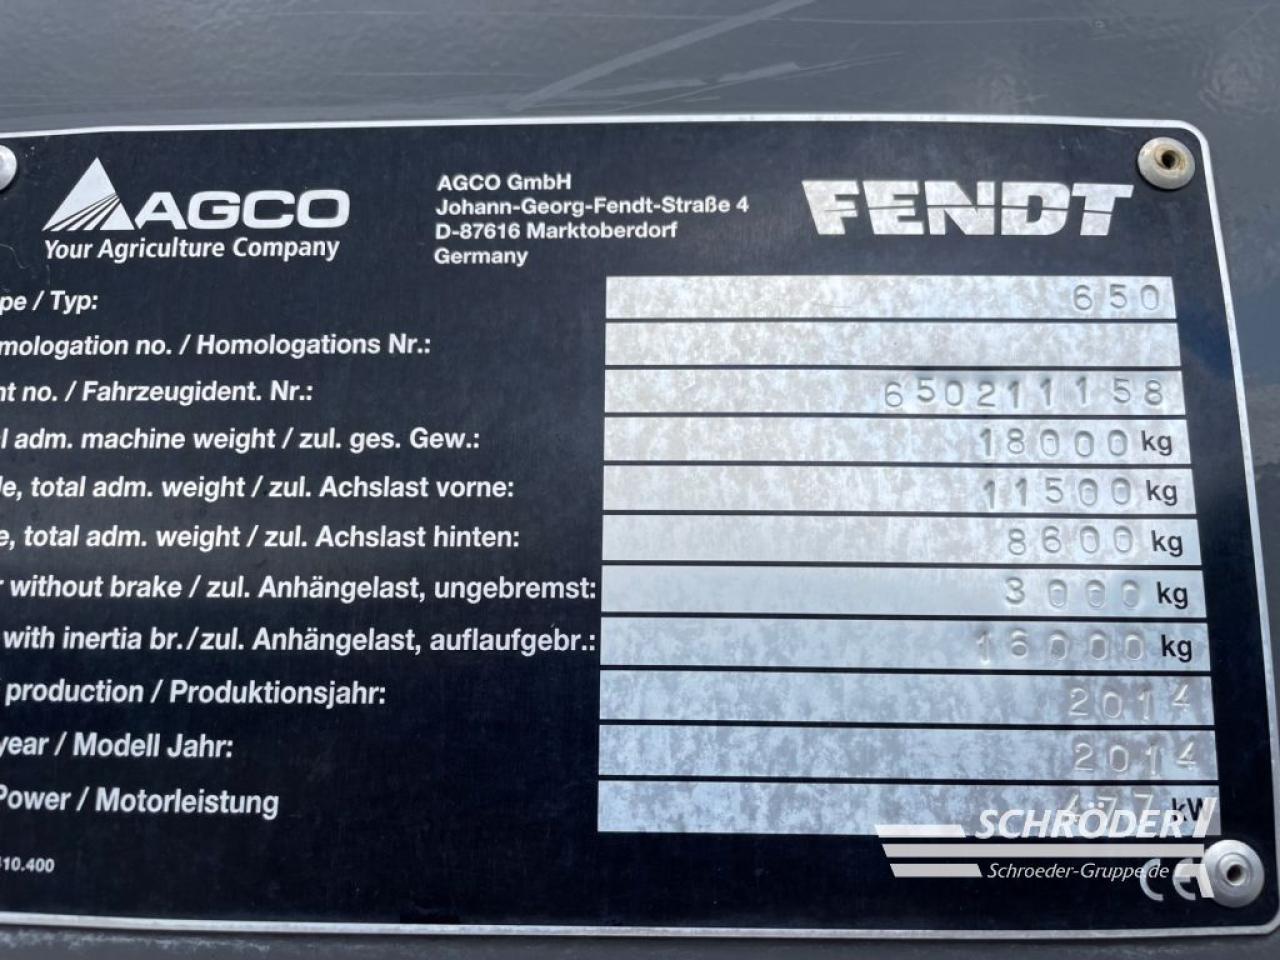 AGCO
Your Agriculture Company
AGCO GmbH
Johann-Georg-Fendt-Straße 4
D-87616 Marktoberdorf
Germany
FENDT
pe / Typ: 650
mologation no. / Homologations Nr.:
nt no. / Fahrzeugident. Nr.: 650211158
l adm. machine weight / zul. ges. Gew.: 18000 kg
le, total adm. weight / zul. Achslast vorne: 11500 kg
e, total adm. weight / zul. Achslast hinten: 8600 kg
r without brake / zul. Anhängelast, ungebremst: 3000 kg
with inertia br./zul. Anhängelast, auflaufgebr.: 16000 kg
production / Produktionsjahr: 2014
year / Modell Jahr: 2014
Power / Motorleistung 477 kW
10.400
CE
SCHRÖDER
Schroeder-Gruppe.de